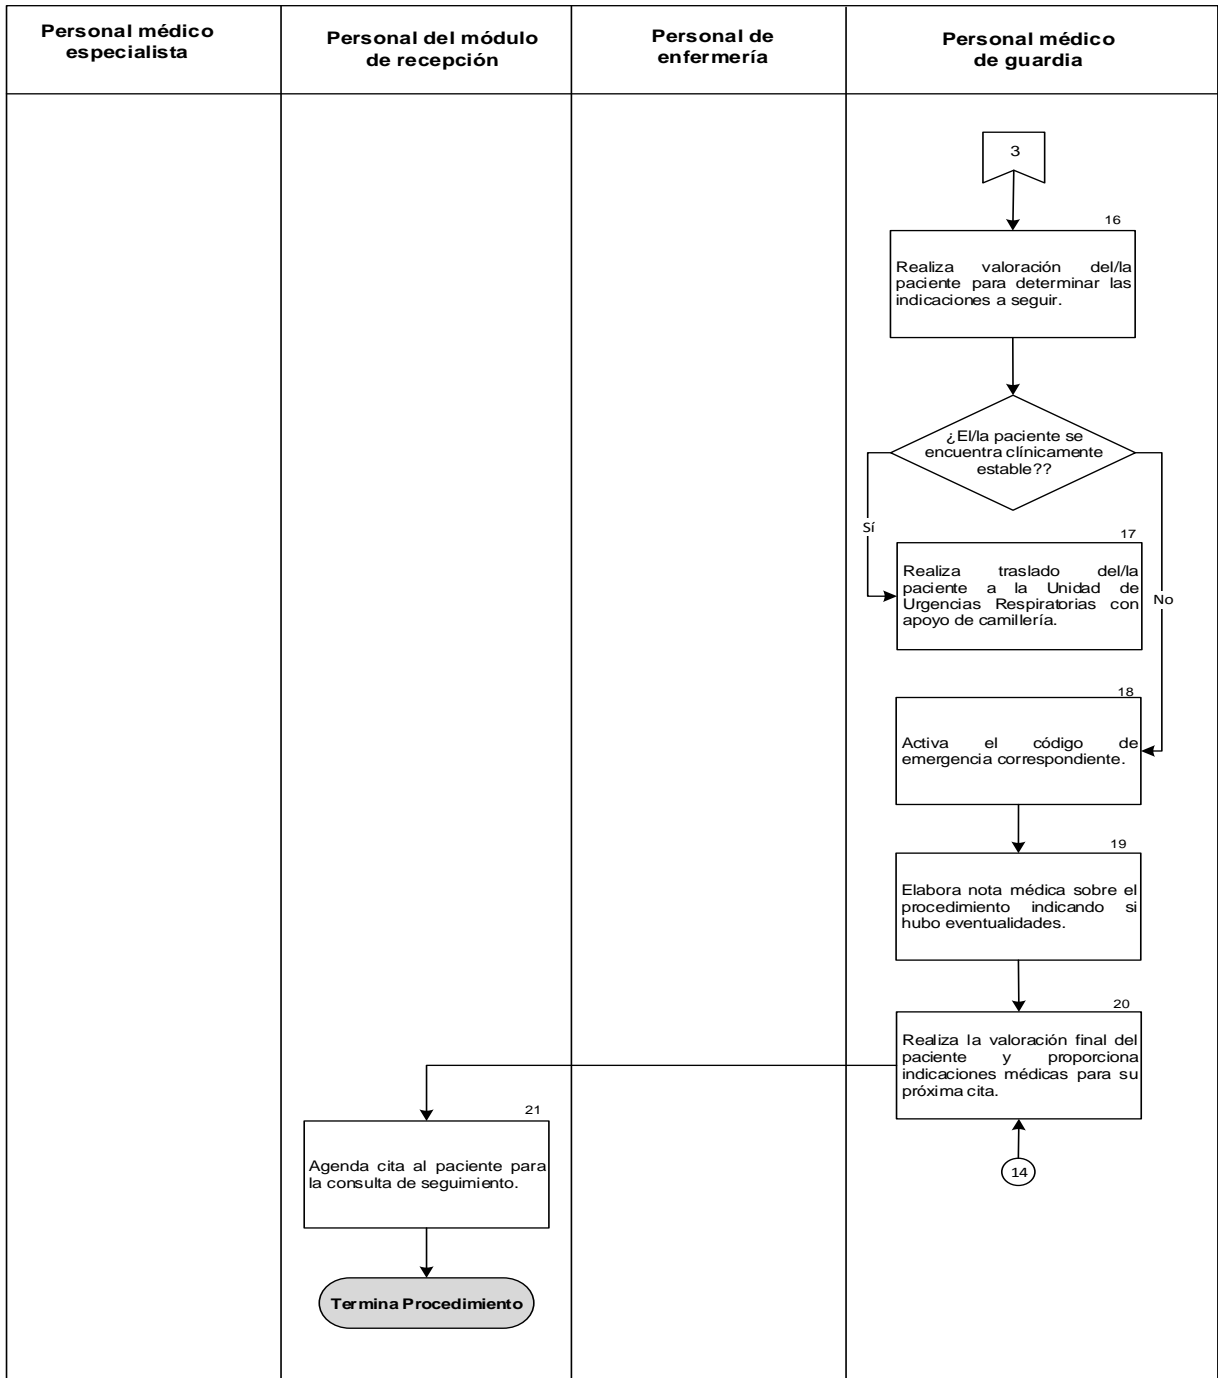 Personal médico
especialista
Personal del módulo
de recepción
Personal de
enfermería
Personal médico
de guardia
3
16
Realiza valoración del/la
paciente para determinar las
indicaciones a seguir.
¿El/la paciente se
encuentra clínicamente
estable??
Sí
No
17
Realiza traslado del/la
paciente a la Unidad de
Urgencias Respiratorias con
apoyo de camillería.
18
Activa el código de
emergencia correspondiente.
19
Elabora nota médica sobre el
procedimiento indicando si
hubo eventualidades.
20
Realiza la valoración final del
paciente y proporciona
indicaciones médicas para su
próxima cita.
14
21
Agenda cita al paciente para
la consulta de seguimiento.
Termina Procedimiento